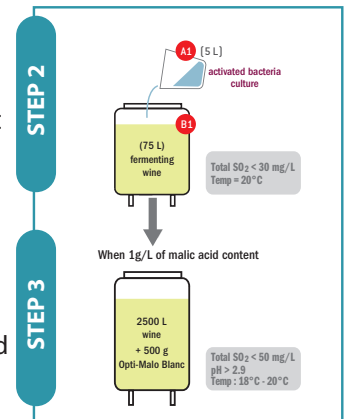 STEP 2
A1 (5 L)
activated bacteria
culture
B1
(75 L)
fermenting
wine
Total SO2 < 30 mg/L
Temp = 20°C
When 1g/L of malic acid content
STEP 3
d
2500 L
wine
+ 500 g
Opti-Malo Blanc
Total SO2 < 50 mg/L
pH > 2.9
Temp : 18°C - 20°C